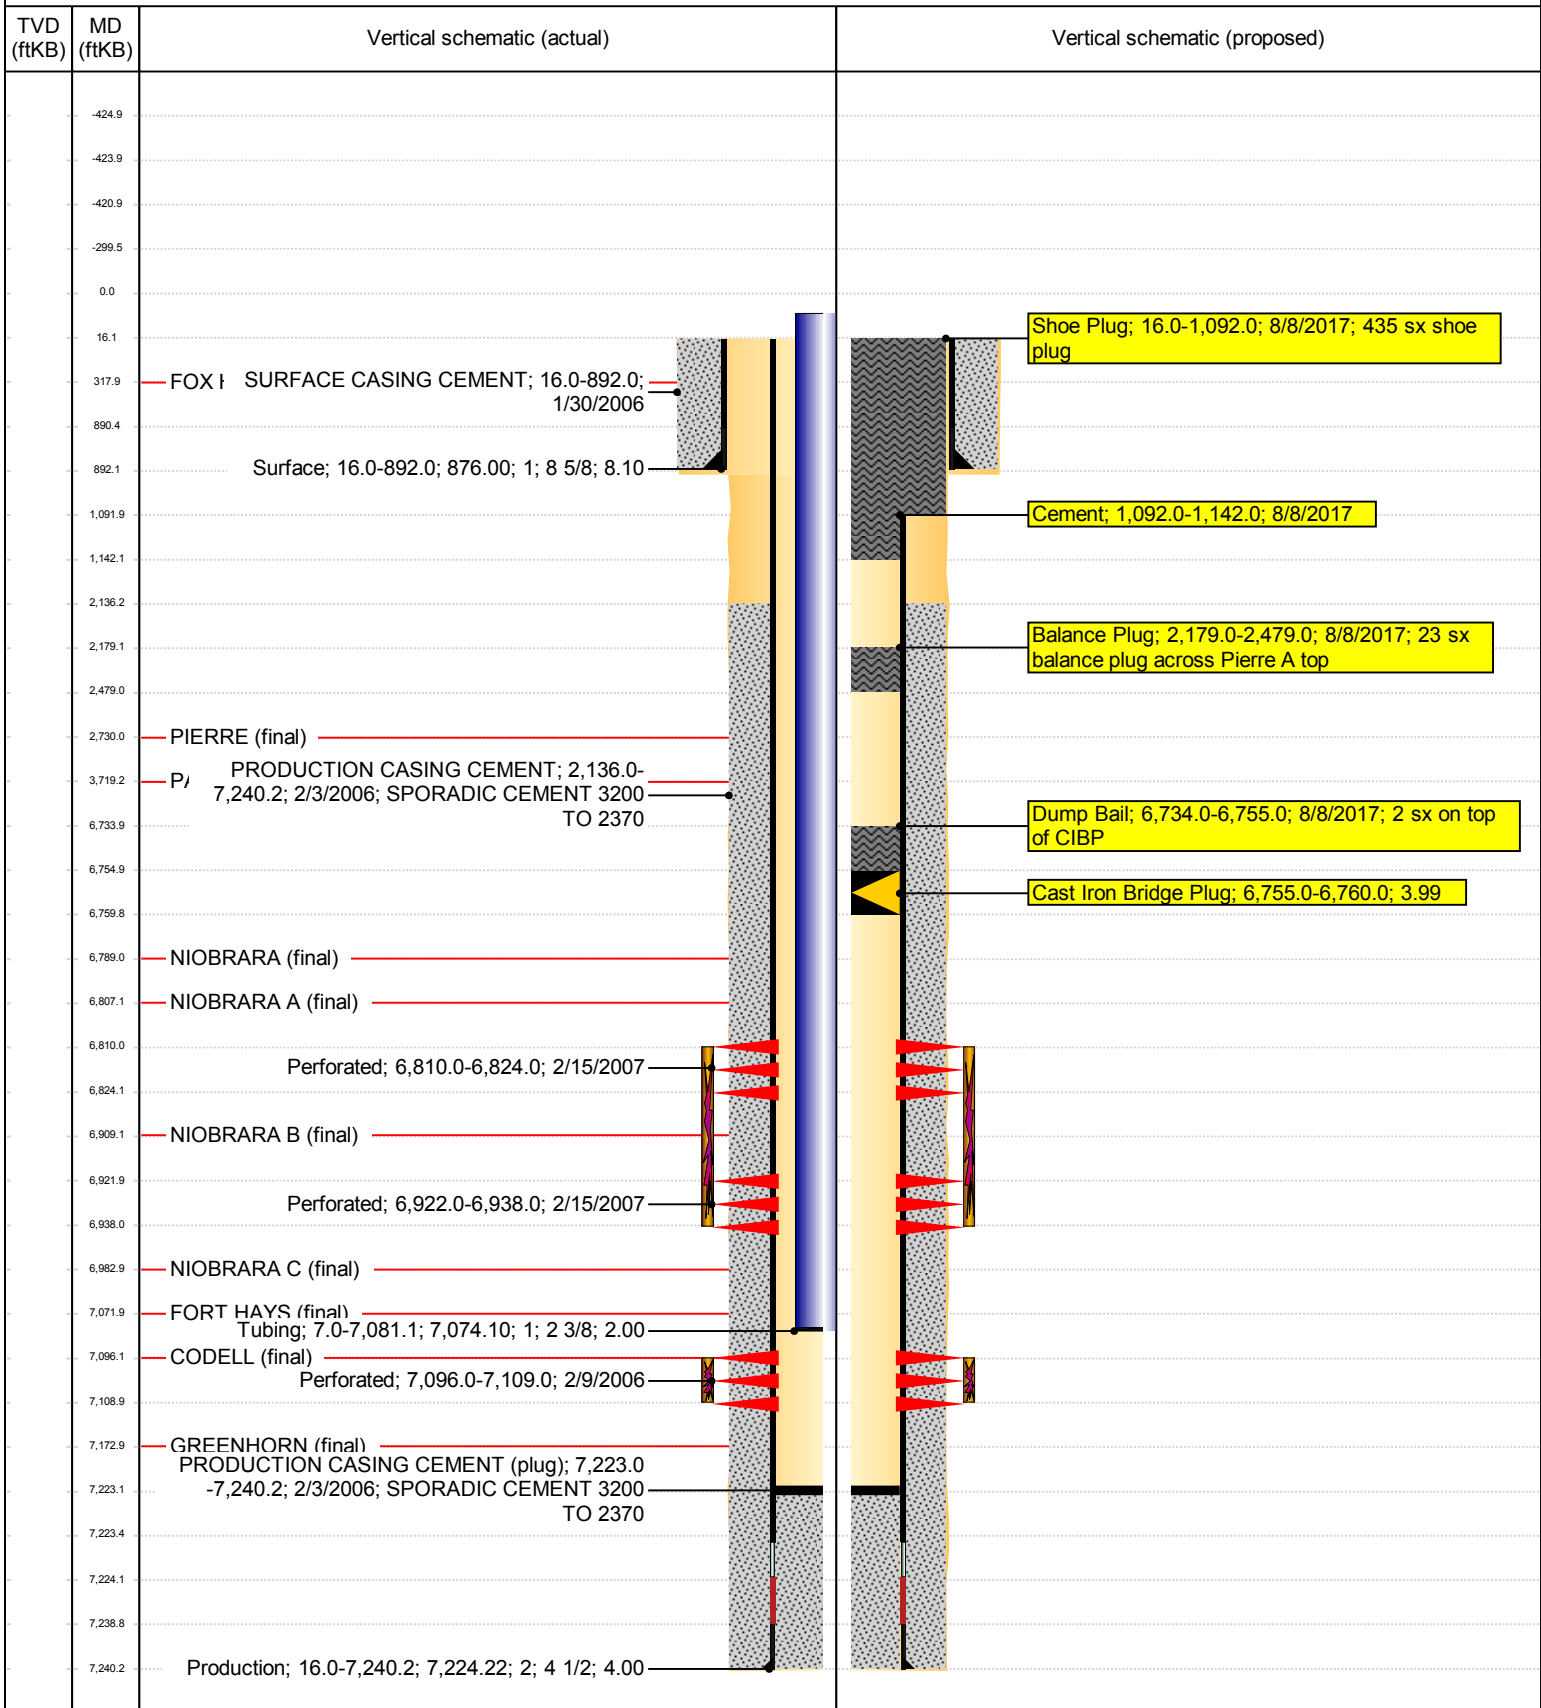 TVD (ftKB)
MD (ftKB)
Vertical schematic (actual)
Vertical schematic (proposed)
-424.9
-423.9
-420.9
-299.5
0.0
16.1
Shoe Plug; 16.0-1,092.0; 8/8/2017; 435 sx shoe
plug
317.9
FOX
SURFACE CASING CEMENT; 16.0-892.0;
1/30/2006
890.4
892.1
Surface; 16.0-892.0; 876.00; 1; 8 5/8; 8.10
1,091.9
Cement; 1,092.0-1,142.0; 8/8/2017
1,142.1
2,136.2
2,179.1
Balance Plug; 2,179.0-2,479.0; 8/8/2017; 23 sx
balance plug across Pierre A top
2,479.0
2,730.0
PIERRE (final)
3,719.2
PRODUCTION CASING CEMENT; 2,136.0-
7,240.2; 2/3/2006; SPORADIC CEMENT 3200
TO 2370
6,733.9
Dump Bail; 6,734.0-6,755.0; 8/8/2017; 2 sx on top
of CIBP
6,754.9
Cast Iron Bridge Plug; 6,755.0-6,760.0; 3.99
6,759.8
6,789.0
NIOBRARA (final)
6,807.1
NIOBRARA A (final)
6,810.0
Perforated; 6,810.0-6,824.0; 2/15/2007
6,824.1
6,909.1
NIOBRARA B (final)
6,921.9
Perforated; 6,922.0-6,938.0; 2/15/2007
6,938.0
6,982.9
NIOBRARA C (final)
7,071.9
FORT HAYS (final)
Tubing; 7.0-7,081.1; 7,074.10; 1; 2 3/8; 2.00
7,096.1
CODELL (final)
Perforated; 7,096.0-7,109.0; 2/9/2006
7,108.9
7,172.9
GREENHORN (final)
PRODUCTION CASING CEMENT (plug); 7,223.0
-7,240.2; 2/3/2006; SPORADIC CEMENT 3200
TO 2370
7,223.1
7,223.4
7,224.1
7,238.8
7,240.2
Production; 16.0-7,240.2; 7,224.22; 2; 4 1/2; 4.00